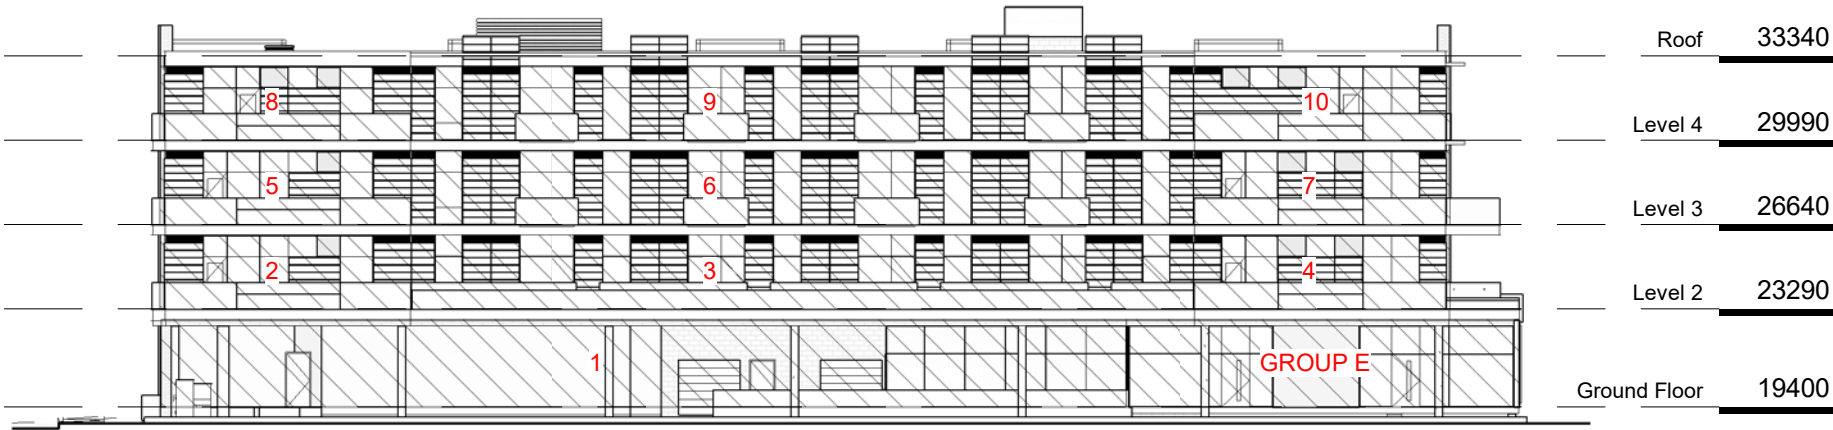 Roof 33340
8 9 10
Level 4 29990
5 6 7
Level 3 26640
2 3 4
Level 2 23290
1 GROUP E
Ground Floor 19400